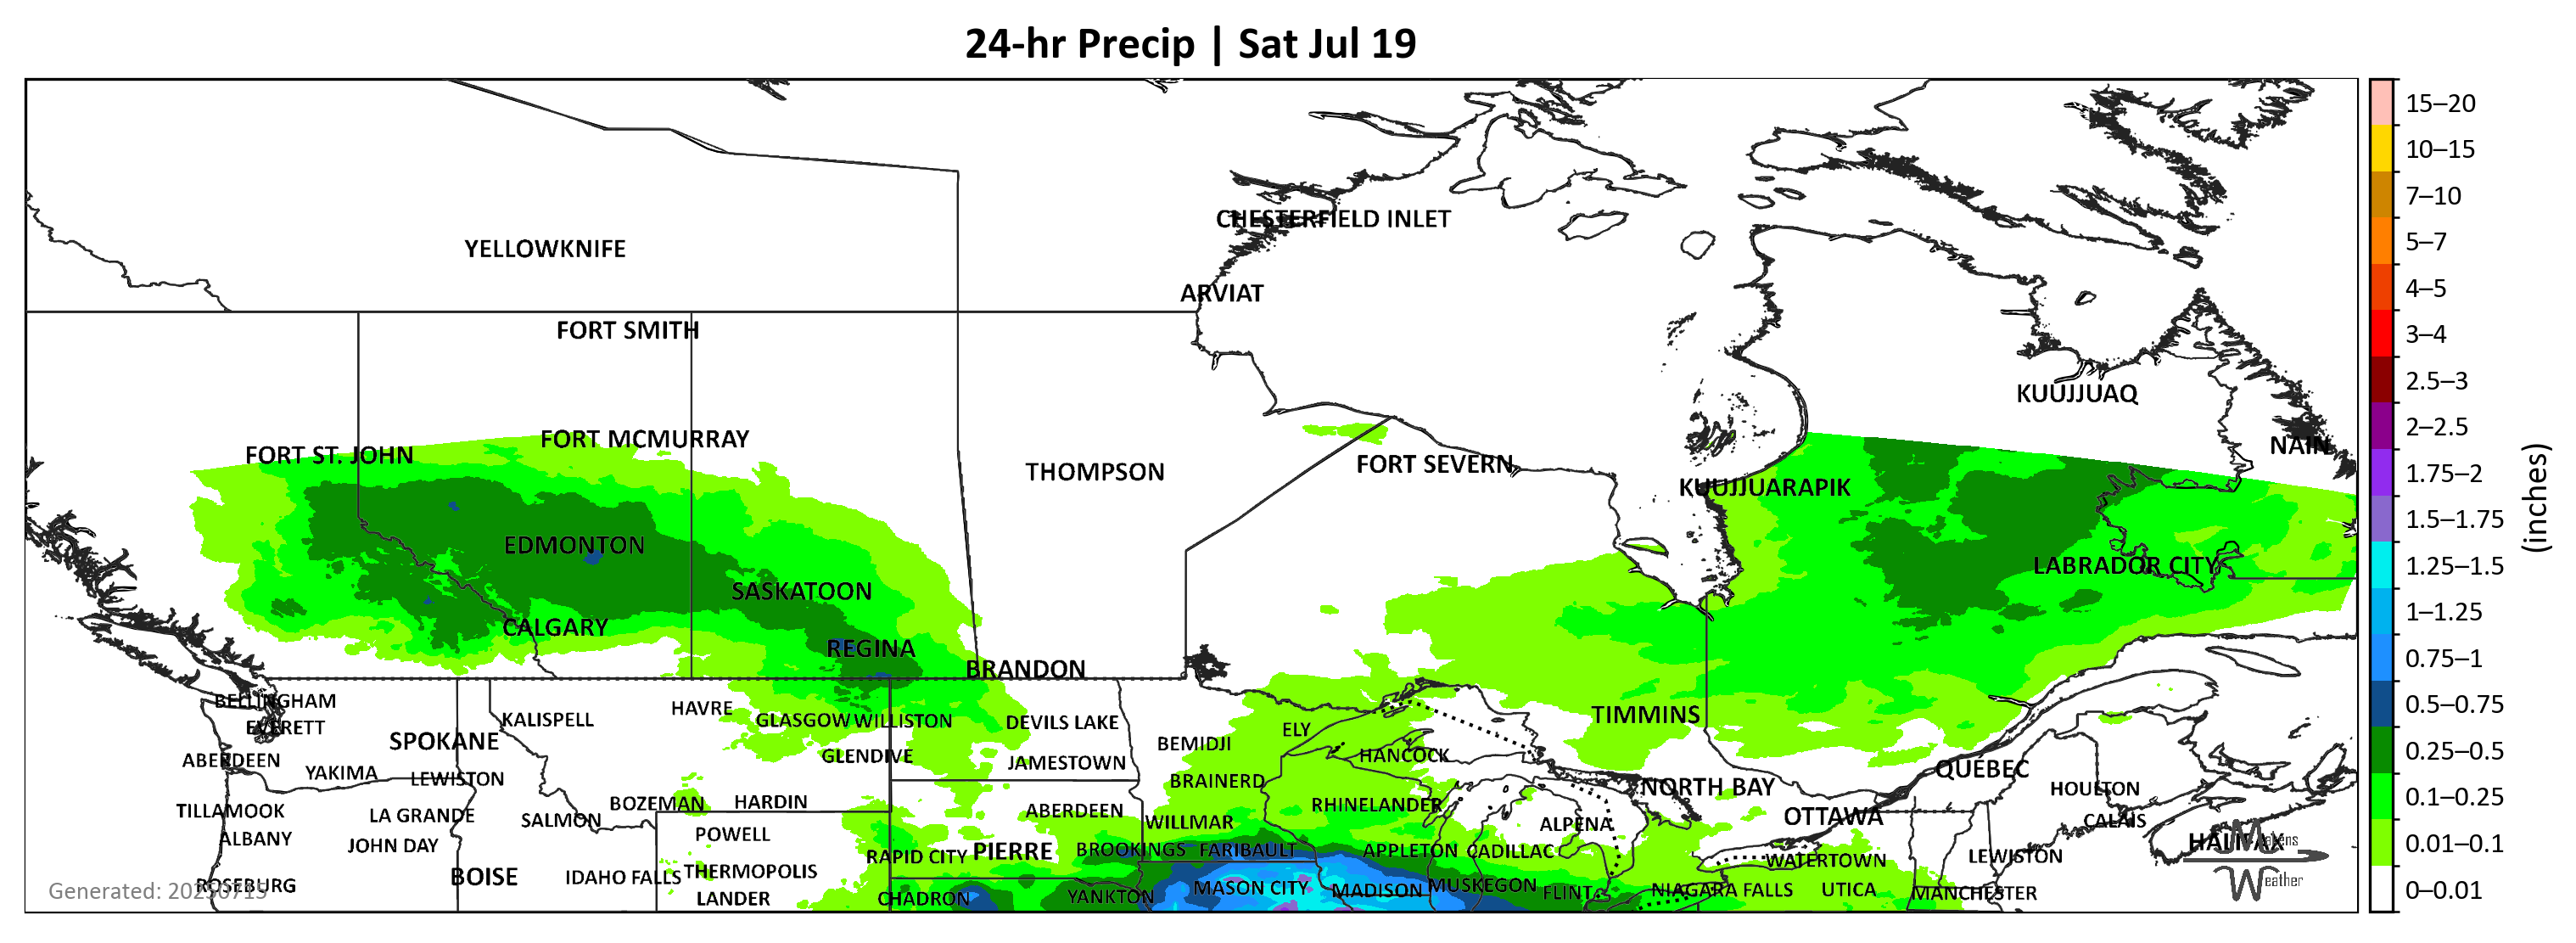 24-hr Precip | Sat Jul 19
CHESTERFIELD INLET
YELLOWKNIFE
ARVIAT
FORT SMITH
KUUJJUAQ
FORT MCMURRAY
NAIN
FORT ST. JOHN
FORT SEVERN
THOMPSON
KUUJJUARAPIK
EDMONTON
LABRADOR CITY
SASKATOON
CALGARY
REGINA
BRANDON
BELLINGHAM
HAVRE
TIMMINS
KALISPELL
GLASGOW
WILLISTON
DEVILS LAKE
EVERETT
ELY
SPOKANE
BEMIDJI
GLENDIVE
HANCOCK
ABERDEEN
JAMESTOWN
QUÉBEC
YAKIMA
LEWISTON
BRAINERD
NORTH BAY
HOULTON
BOZEMAN
HARDIN
RHINELANDER
TILLAMOOK
LA GRANDE
SALMON
ABERDEEN
WILLMAR
ALPENA
OTTAWA
CALAIS
ALBANY
JOHN DAY
POWELL
HALIFAX
Makens
Weather
RAPID CITY
PIERRE
BROOKINGS
FARIBAULT
APPLETON
CADILLAC
WATERTOWN
LEWISTON
BOISE
IDAHO FALLS
THERMOPOLIS
ROSEBURG
Generated: 20250715
LANDER
CHADRON
YANKTON
MASON CITY
MADISON
MUSKEGON
FLINT
NIAGARA FALLS
UTICA
MANCHESTER
15–20
10–15
7–10
5–7
4–5
3–4
2.5–3
2–2.5
1.75–2
1.5–1.75
1.25–1.5
1–1.25
0.75–1
0.5–0.75
0.25–0.5
0.1–0.25
0.01–0.1
0–0.01
(inches)